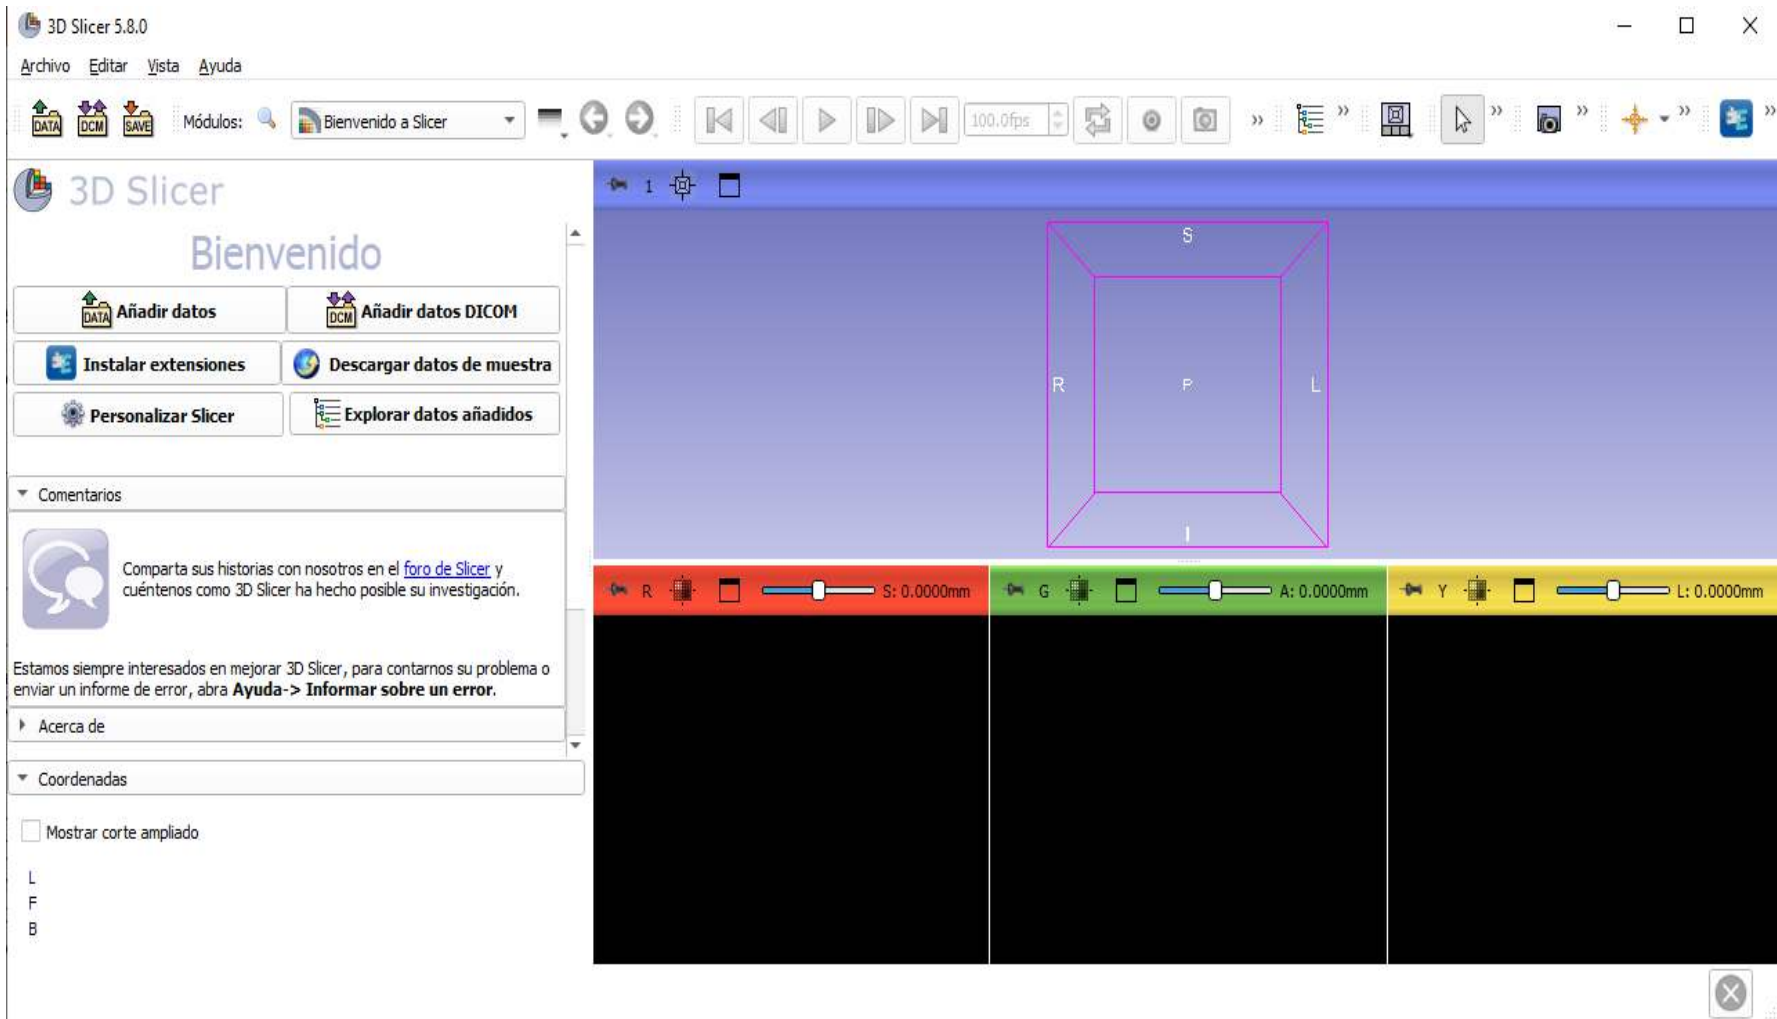 3D Slicer 5.8.0
Archivo Editar Vista Ayuda
DATA DCM SAVE Módulos: Bienvenido a Slicer 100.0fps
3D Slicer
Bienvenido
DATA Añadir datos
DCM Añadir datos DICOM
Instalar extensiones
Descargar datos de muestra
Personalizar Slicer
Explorar datos añadidos
Comentarios
Comparta sus historias con nosotros en el foro de Slicer y
cuéntenos como 3D Slicer ha hecho posible su investigación.
Estamos siempre interesados en mejorar 3D Slicer, para contarnos su problema o
enviar un informe de error, abra Ayuda-> Informar sobre un error.
Acerca de
Coordenadas
Mostrar corte ampliado
L
F
B
1
S
R P L
I
R S: 0.0000mm
G A: 0.0000mm
Y L: 0.0000mm